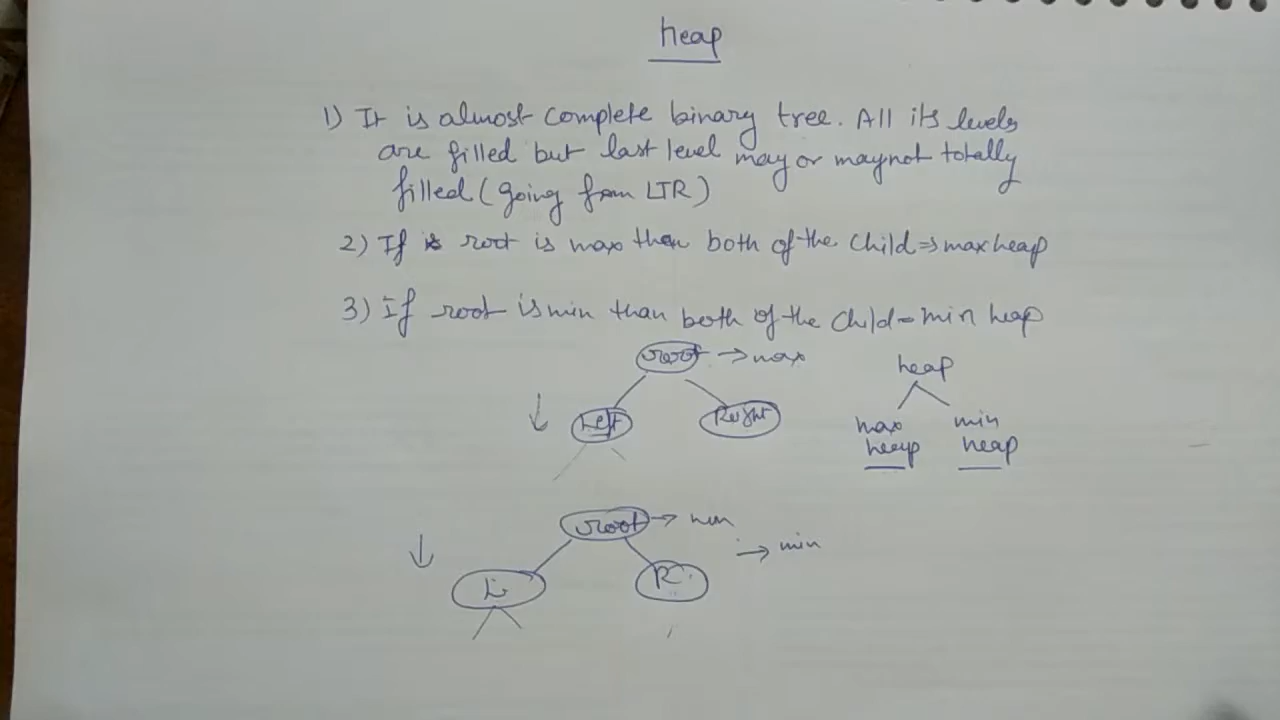 heap
1) It is almost complete binary tree. All its levels
are filled but last level may or may not totally
filled (going from LTR)
2) If root is max than both of the child => max heap
3) If root is min than both of the child = min heap
root → max
heap
↓ Left Right
max min
heap heap
root → min
↓ → min
L. R.